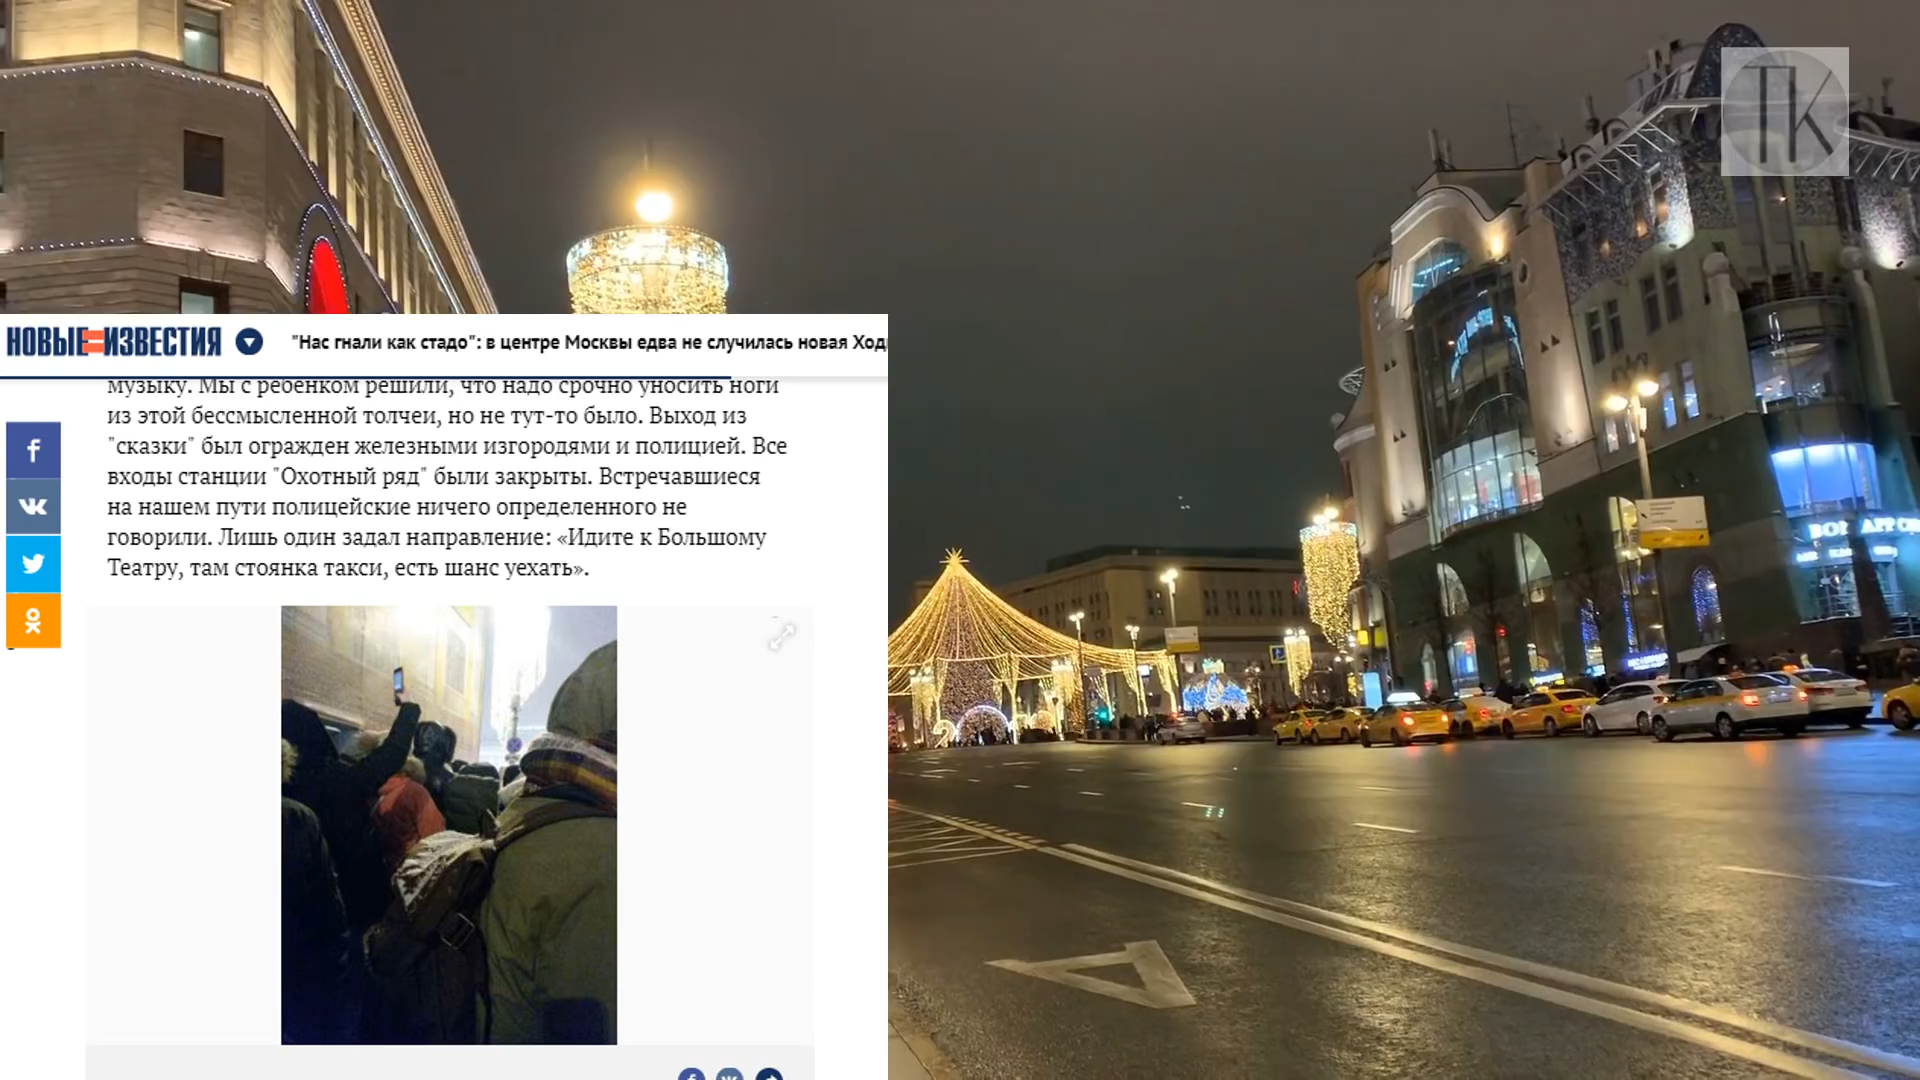 ТК
НОВЫЕ ИЗВЕСТИЯ
"Нас гнали как стадо": в центре Москвы едва не случилась новая Ход
музыку. Мы с ребенком решили, что надо срочно уносить ноги
из этой бессмысленной толчеи, но не тут-то было. Выход из
"сказки" был огражден железными изгородями и полицией. Все
входы станции "Охотный ряд" были закрыты. Встречавшиеся
на нашем пути полицейские ничего определенного не
говорили. Лишь один задал направление: «Идите к Большому
Театру, там стоянка такси, есть шанс уехать».